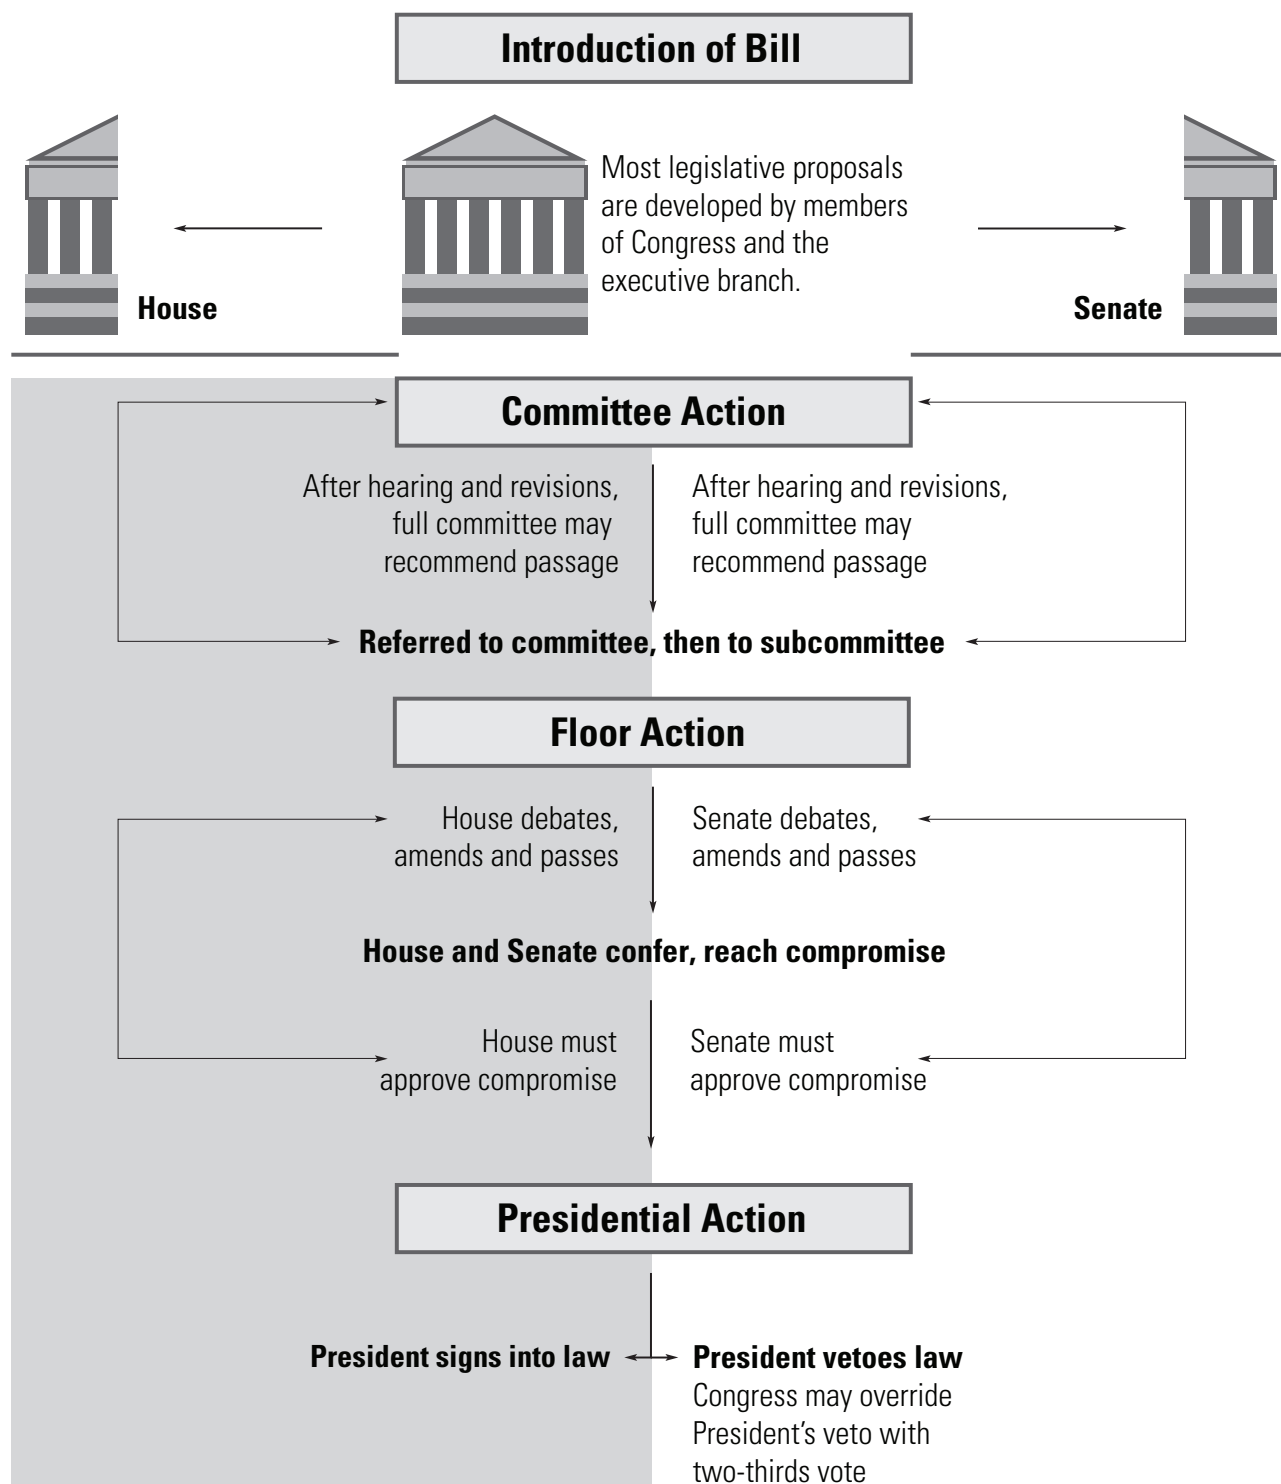 Introduction of Bill
Most legislative proposals
are developed by members
of Congress and the
executive branch.
House
Senate
Committee Action
After hearing and revisions,
full committee may
recommend passage
After hearing and revisions,
full committee may
recommend passage
Referred to committee, then to subcommittee
Floor Action
House debates,
amends and passes
Senate debates,
amends and passes
House and Senate confer, reach compromise
House must
approve compromise
Senate must
approve compromise
Presidential Action
President signs into law
President vetoes law
Congress may override
President’s veto with
two-thirds vote